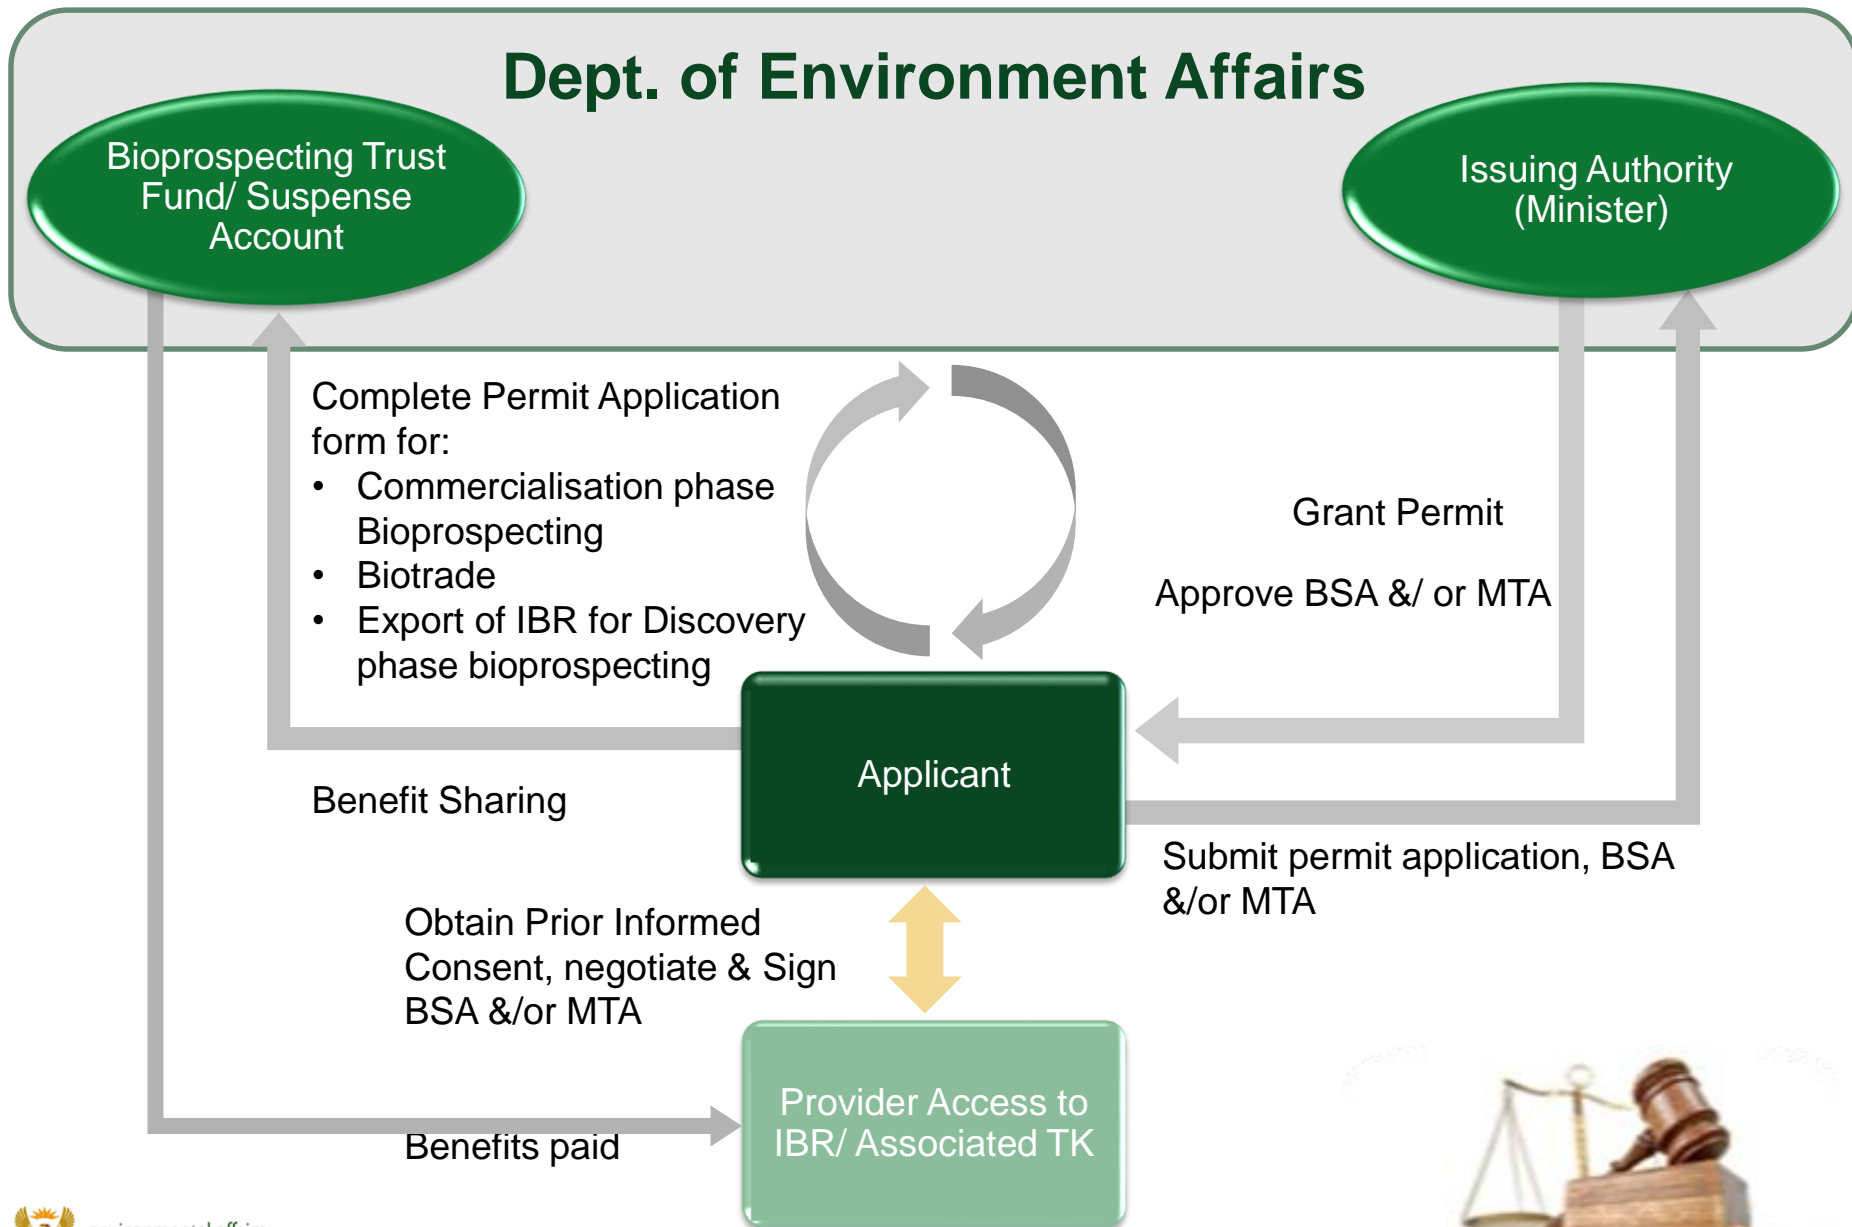 Dept. of Environment Affairs
Bioprospecting Trust
Fund/ Suspense
Account
Issuing Authority
(Minister)
Complete Permit Application
form for:
• Commercialisation phase
Bioprospecting
• Biotrade
• Export of IBR for Discovery
phase bioprospecting
Grant Permit
Approve BSA &/ or MTA
Applicant
Benefit Sharing
Submit permit application, BSA
&/or MTA
Obtain Prior Informed
Consent, negotiate & Sign
BSA &/or MTA
Provider Access to
IBR/ Associated TK
Benefits paid